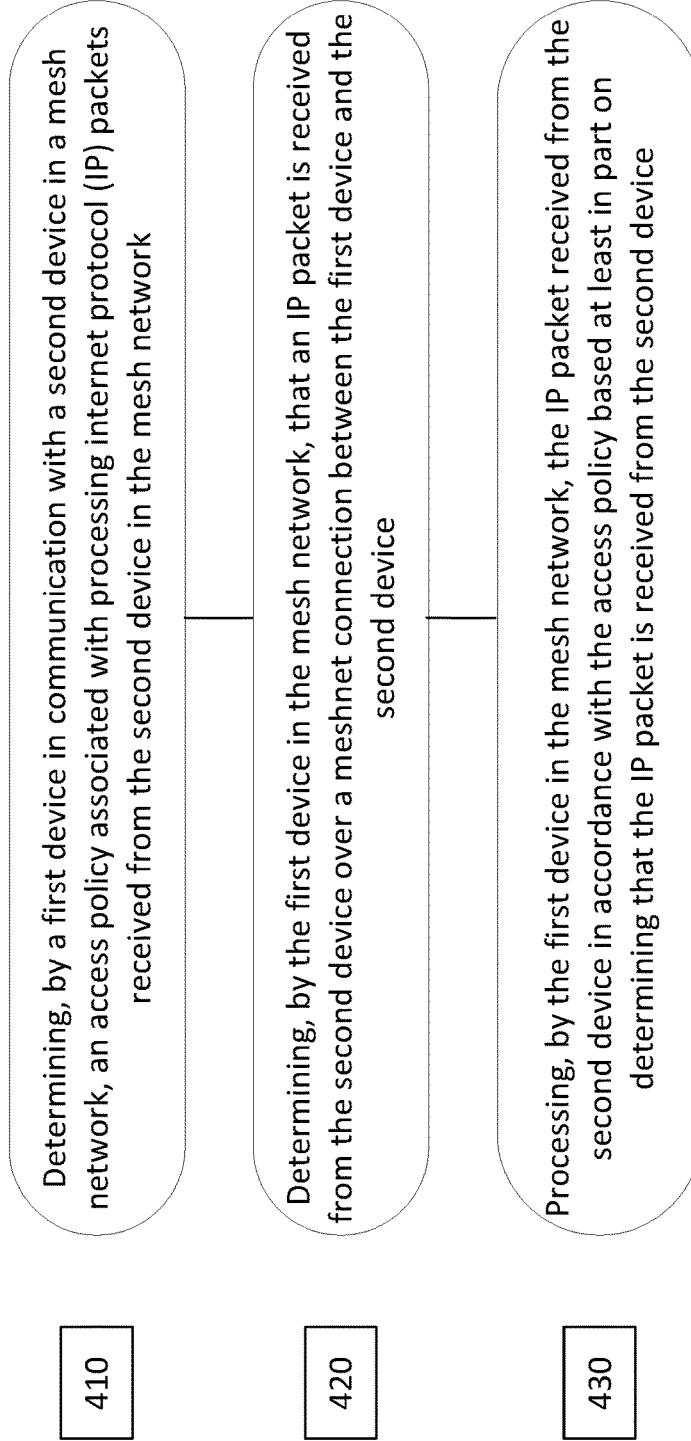 410
Determining, by a first device in communication with a second device in a mesh
network, an access policy associated with processing internet protocol (IP) packets
received from the second device in the mesh network
420
Determining, by the first device in the mesh network, that an IP packet is received
from the second device over a meshnet connection between the first device and the
second device
430
Processing, by the first device in the mesh network, the IP packet received from the
second device in accordance with the access policy based at least in part on
determining that the IP packet is received from the second device